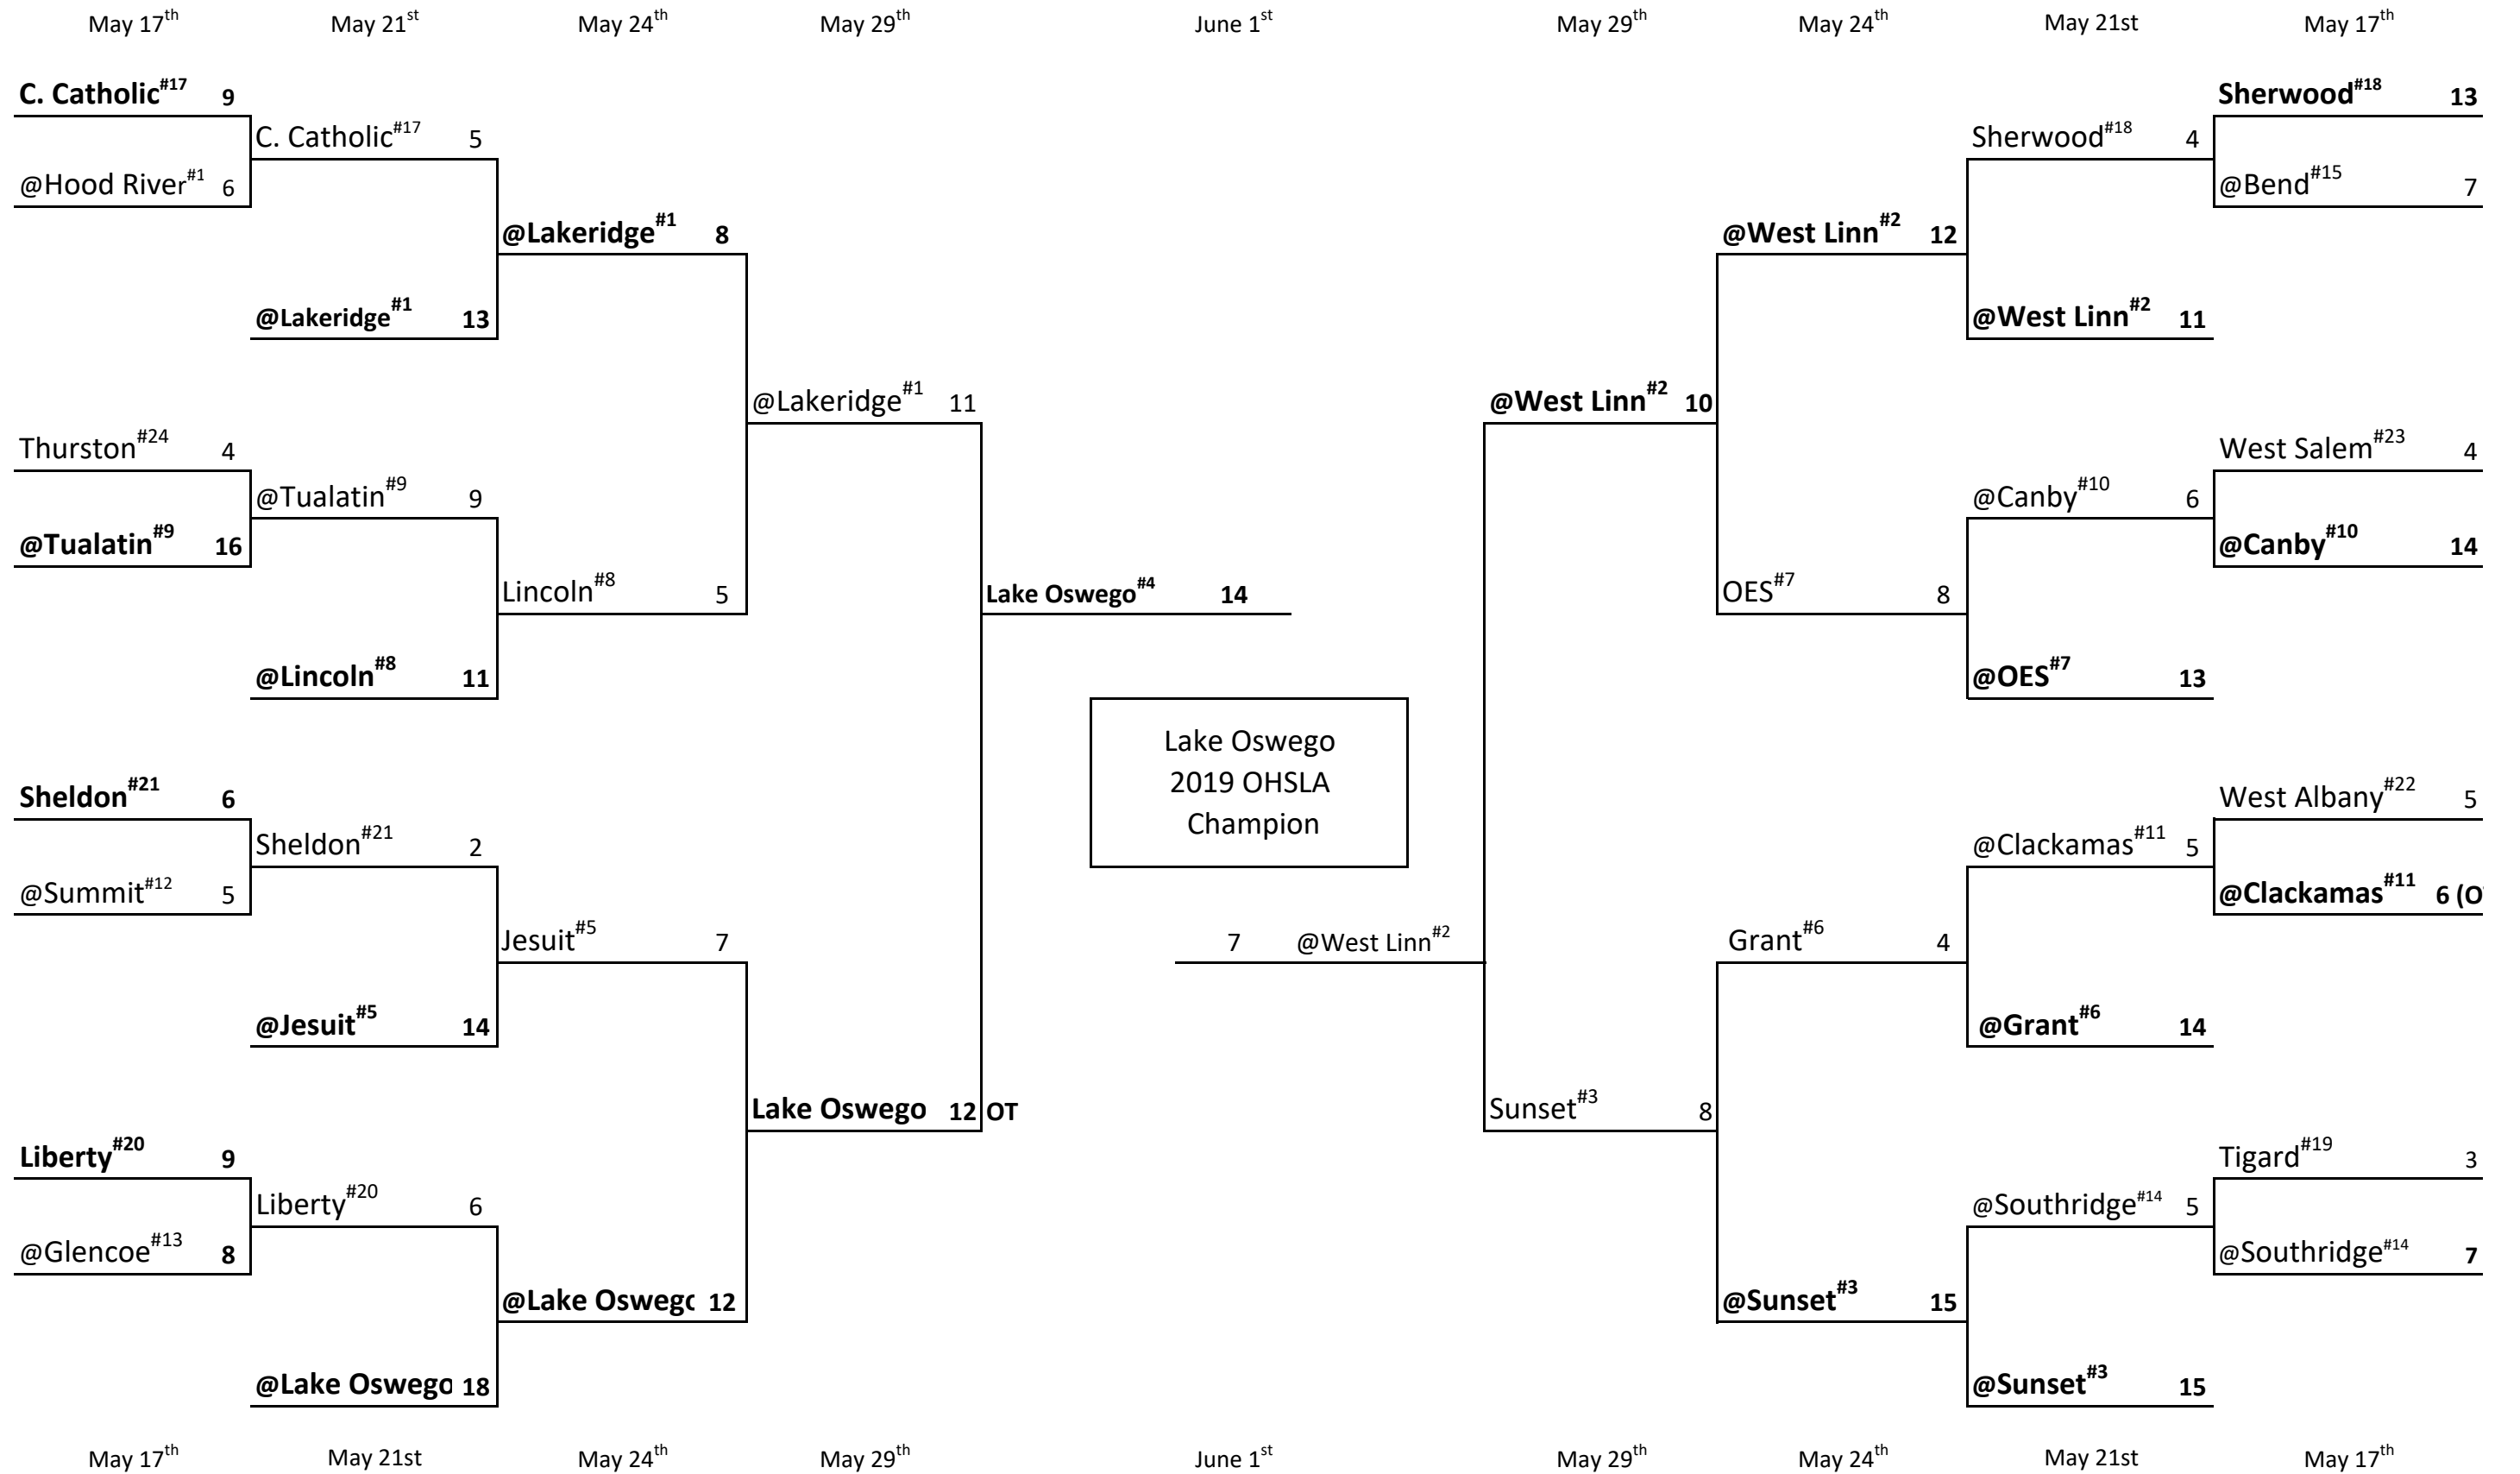 May 17th May 21st May 24th May 29th June 1st May 29th May 24th May 21st May 17th
C. Catholic#17 9 Sherwood#18 13
C. Catholic#17 5 Sherwood#18 4
@Hood River#1 6 @Bend#15 7
@Lakeridge#1 8 @West Linn#2 12
@Lakeridge#1 13 @West Linn#2 11
@Lakeridge#1 11 @West Linn#2 10
Thurston#24 4 West Salem#23 4
@Tualatin#9 9 @Canby#10 6
@Tualatin#9 16 @Canby#10 14
Lincoln#8 5 Lake Oswego#4 14 OES#7 8
@Lincoln#8 11 @OES#7 13
Lake Oswego
2019 OHSLA
Champion
Sheldon#21 6 West Albany#22 5
Sheldon#21 2 @Clackamas#11 5
@Summit#12 5 @Clackamas#11 6 (O
Jesuit#5 7 7 @West Linn#2 Grant#6 4
@Jesuit#5 14 @Grant#6 14
Lake Oswego 12 OT Sunset#3 8
Liberty#20 9 Tigard#19 3
Liberty#20 6 @Southridge#14 5
@Glencoe#13 8 @Southridge#14 7
@Lake Oswego 12 @Sunset#3 15
@Lake Oswego 18 @Sunset#3 15
May 17th May 21st May 24th May 29th June 1st May 29th May 24th May 21st May 17th